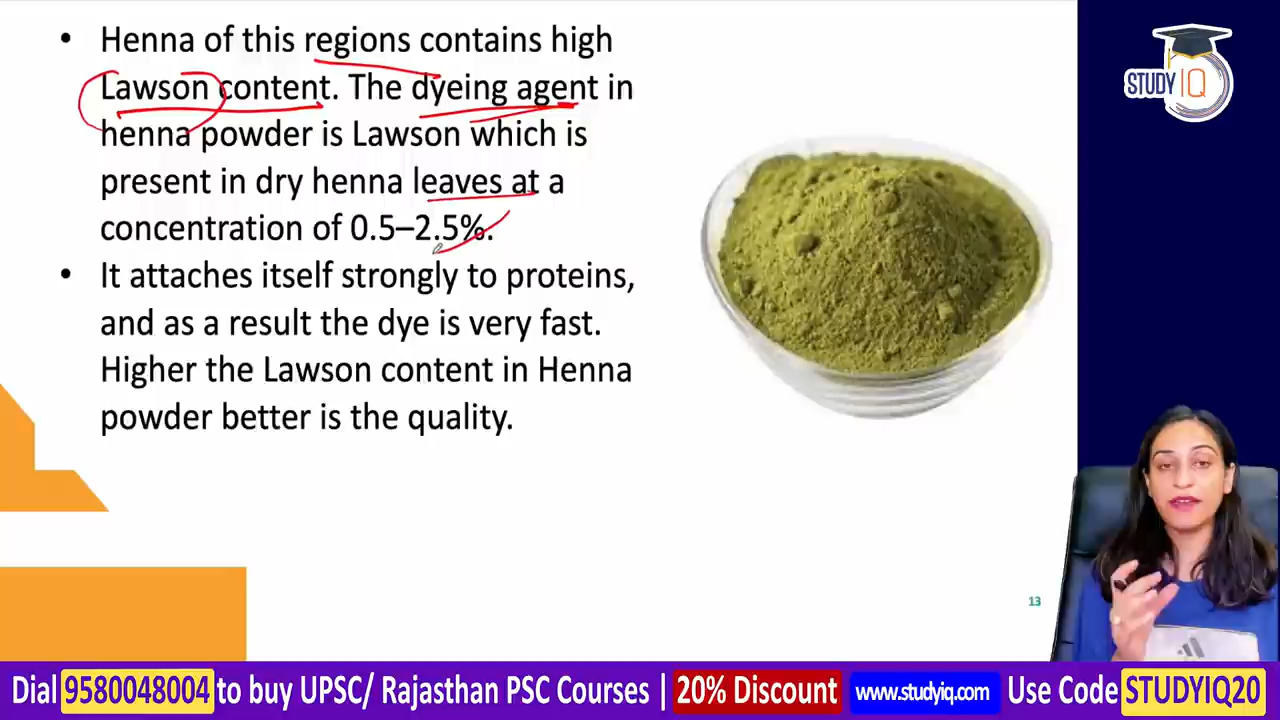 • Henna of this regions contains high
Lawson content. The dyeing agent in
henna powder is Lawson which is
present in dry henna leaves at a
concentration of 0.5–2.5%.
• It attaches itself strongly to proteins,
and as a result the dye is very fast.
Higher the Lawson content in Henna
powder better is the quality.
STUDY IQ
13
Dial 9580048004 to buy UPSC/ Rajasthan PSC Courses | 20% Discount www.studyiq.com Use Code STUDYIQ20